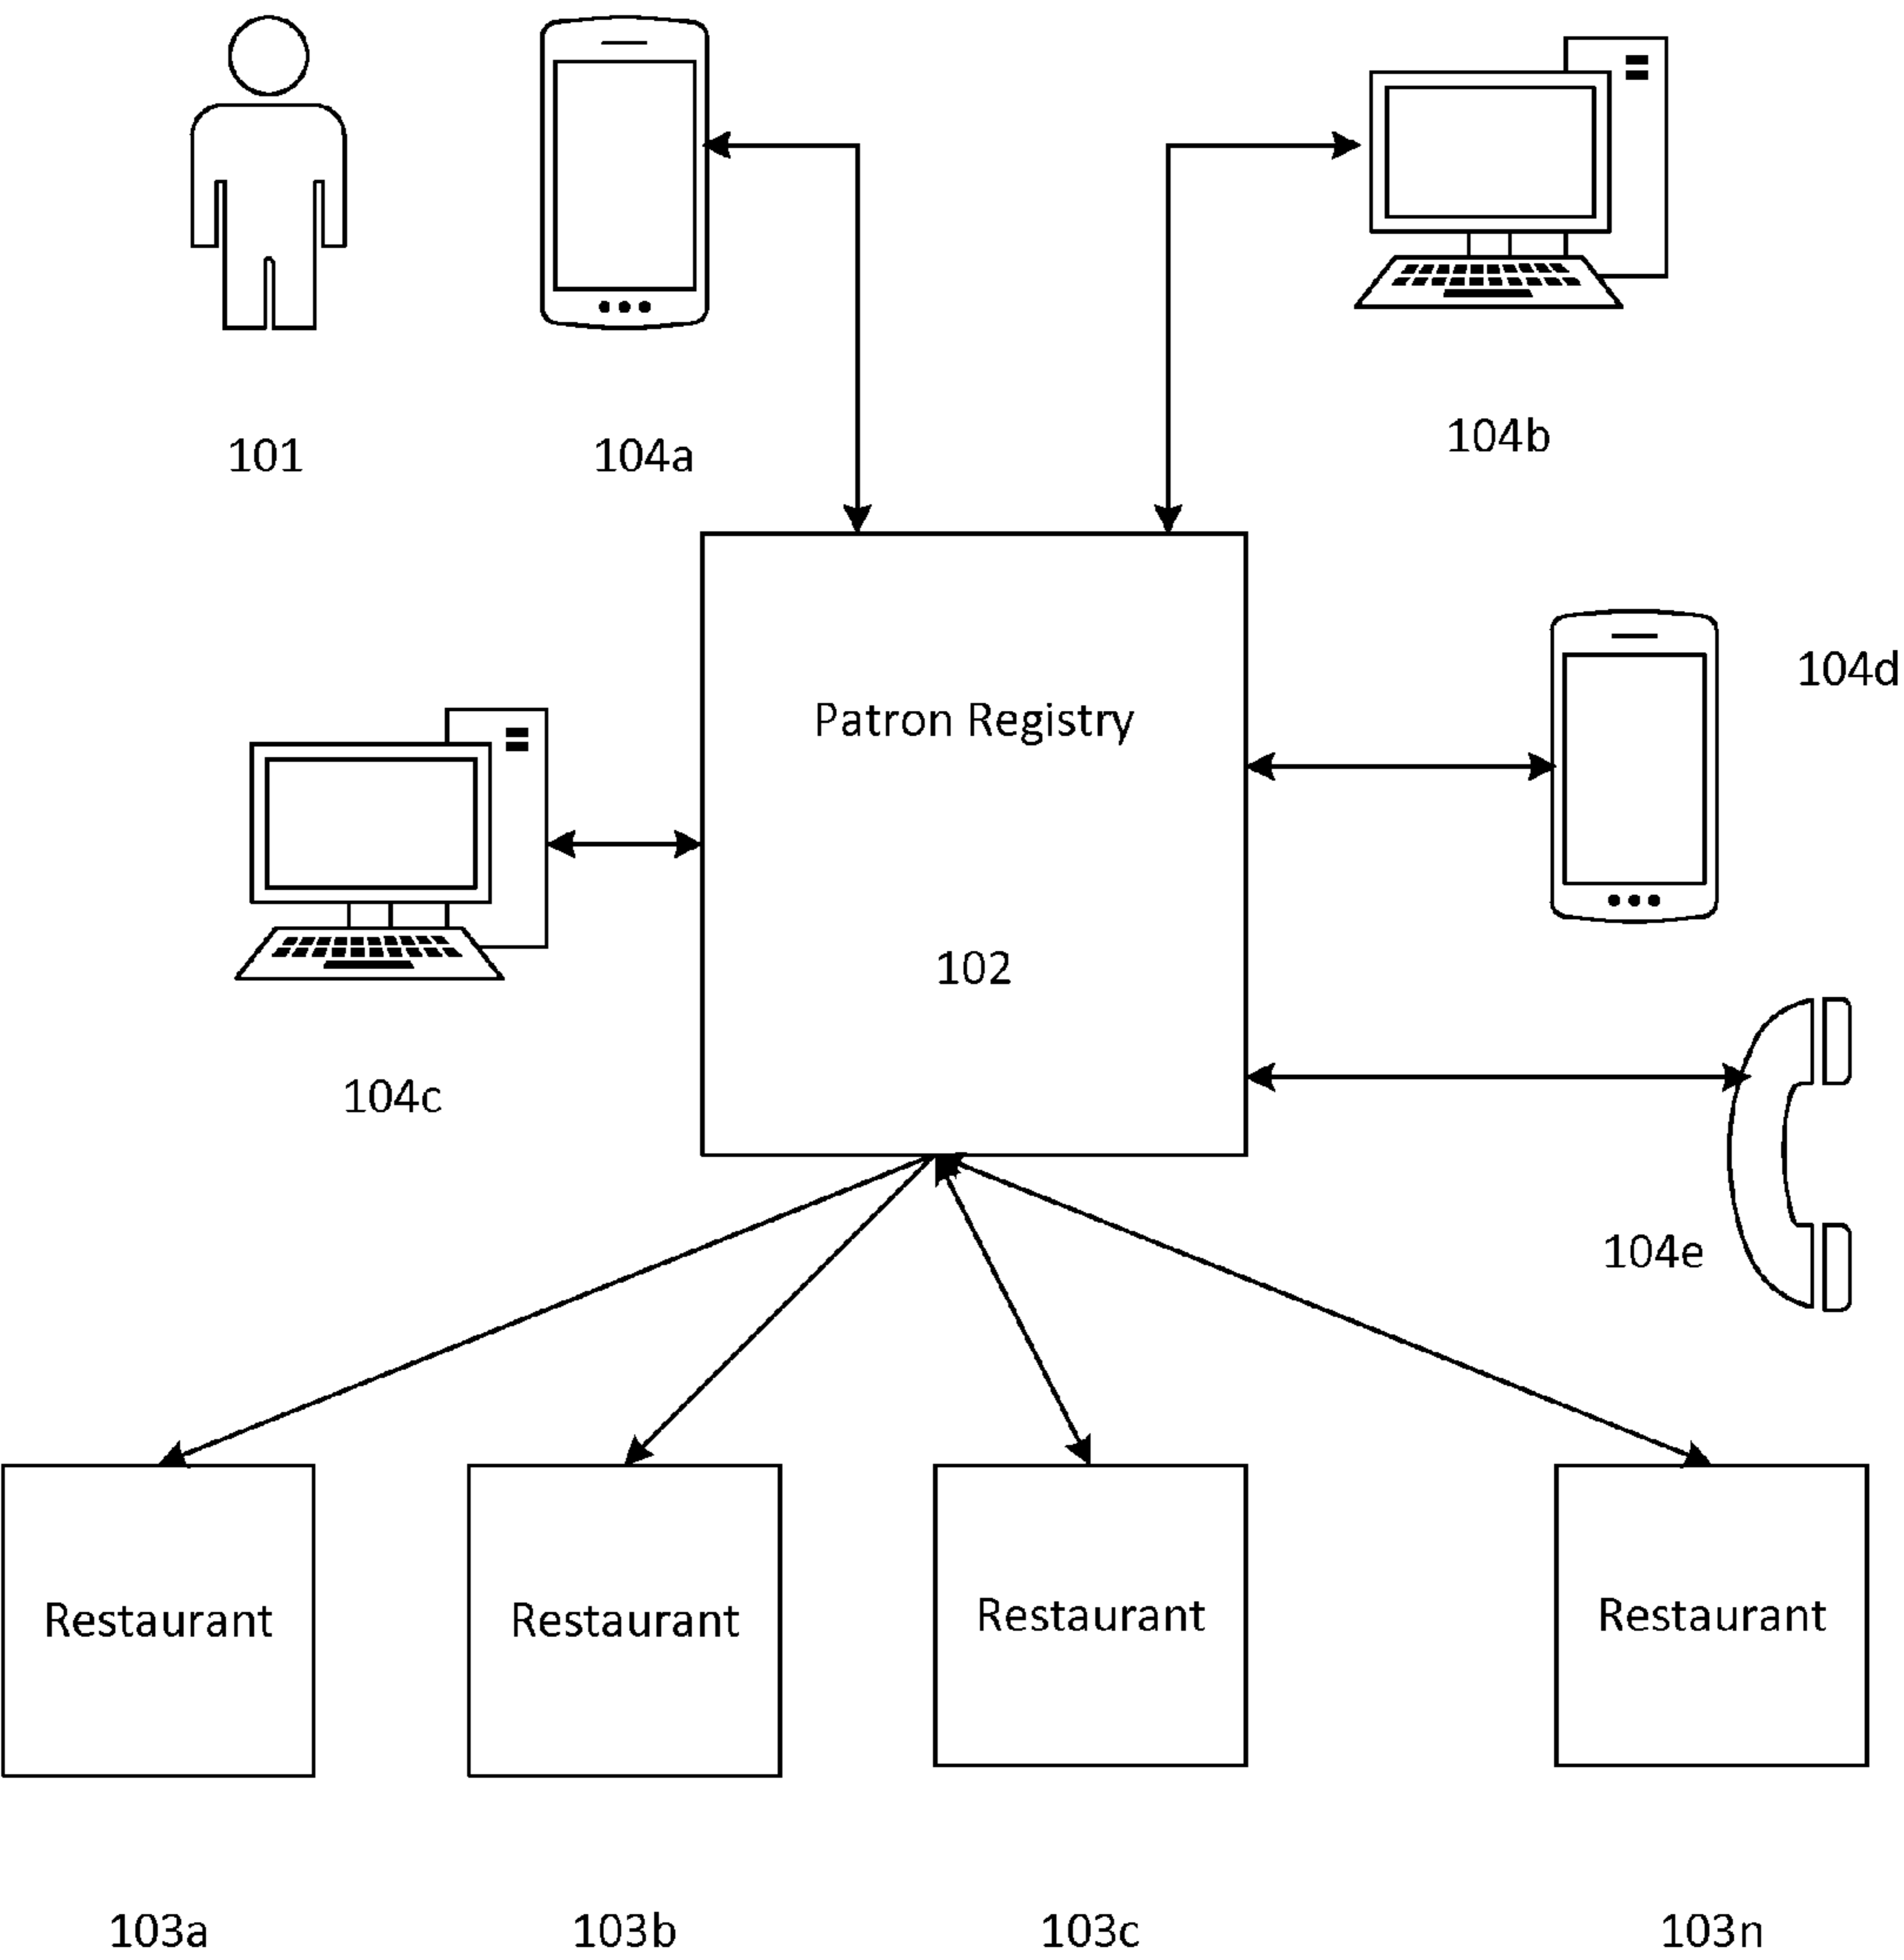 101
104a
104b
Patron Registry
104d
102
104c
104e
Restaurant
Restaurant
Restaurant
Restaurant
103a
103b
103c
103n